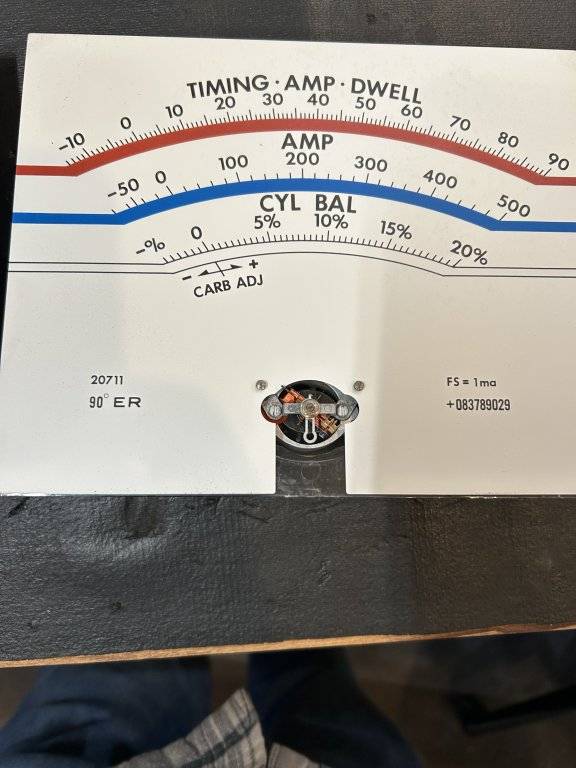 TIMING · AMP · DWELL
-10 0 10 20 30 40 50 60 70 80 90
AMP
-50 0 100 200 300 400 500
CYL BAL
-% 0 5% 10% 15% 20%
- +
CARB ADJ
20711
90° ER
FS = 1ma
+083789029